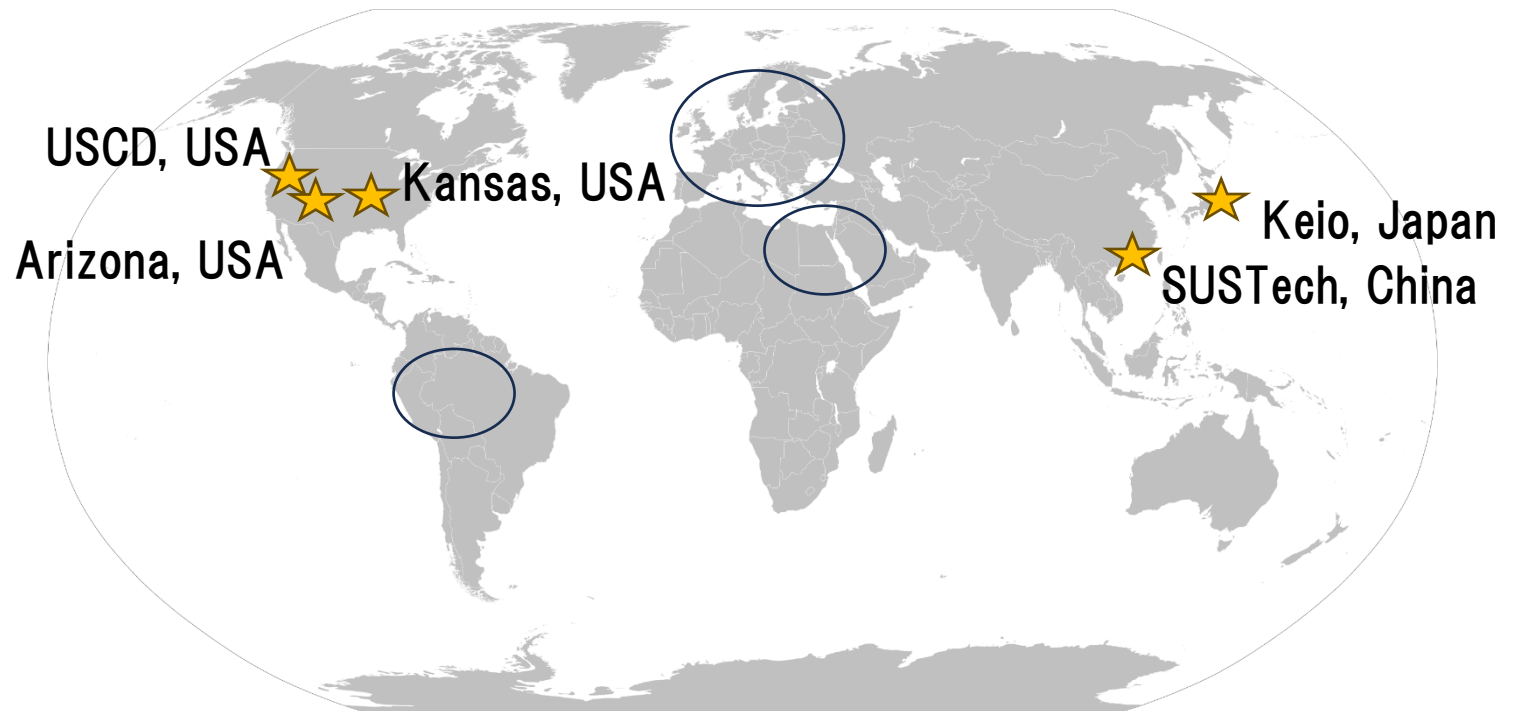 USCD, USA
Kansas, USA
Arizona, USA
Keio, Japan
SUSTech, China